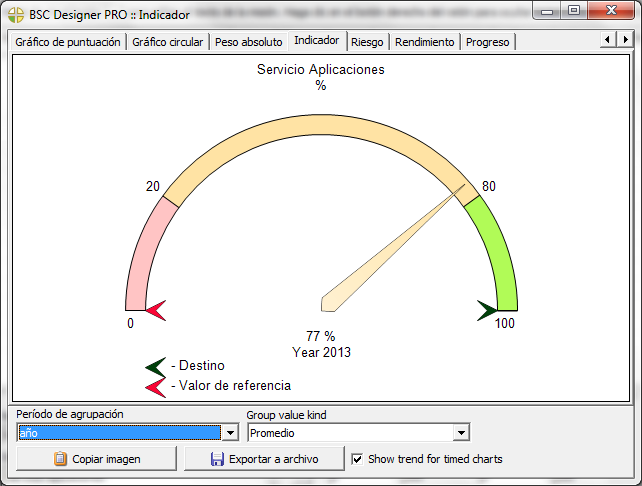 BSC Designer PRO :: Indicador
Gráfico de puntuación Gráfico circular Peso absoluto Indicador Riesgo Rendimiento Progreso
Servicio Aplicaciones
%
20 80
0 100
77 %
Year 2013
- Destino
- Valor de referencia
Período de agrupación Group value kind
año Promedio
Copiar imagen Exportar a archivo Show trend for timed charts